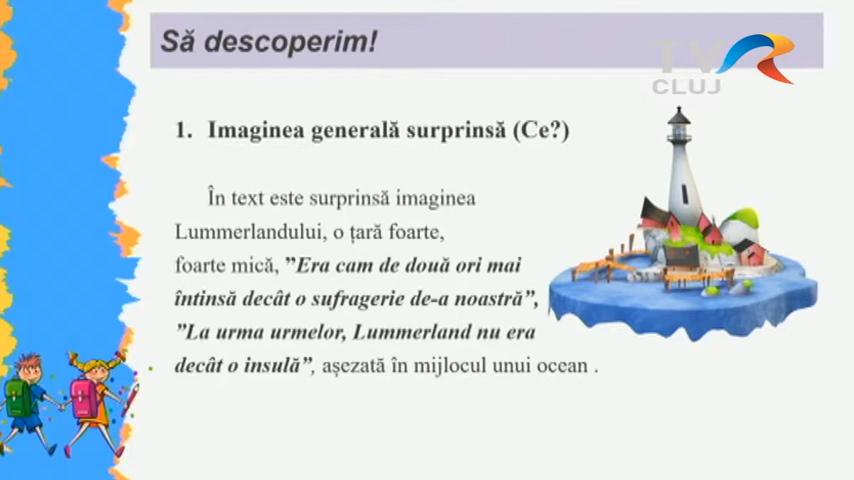 Să descoperim!
TVR
CLUJ
1. Imaginea generală surprinsă (Ce?)
În text este surprinsă imaginea
Lummerlandului, o țară foarte,
foarte mică, ”Era cam de două ori mai
întinsă decât o sufragerie de-a noastră”,
”La urma urmelor, Lummerland nu era
decât o insulă”, așezată în mijlocul unui ocean .